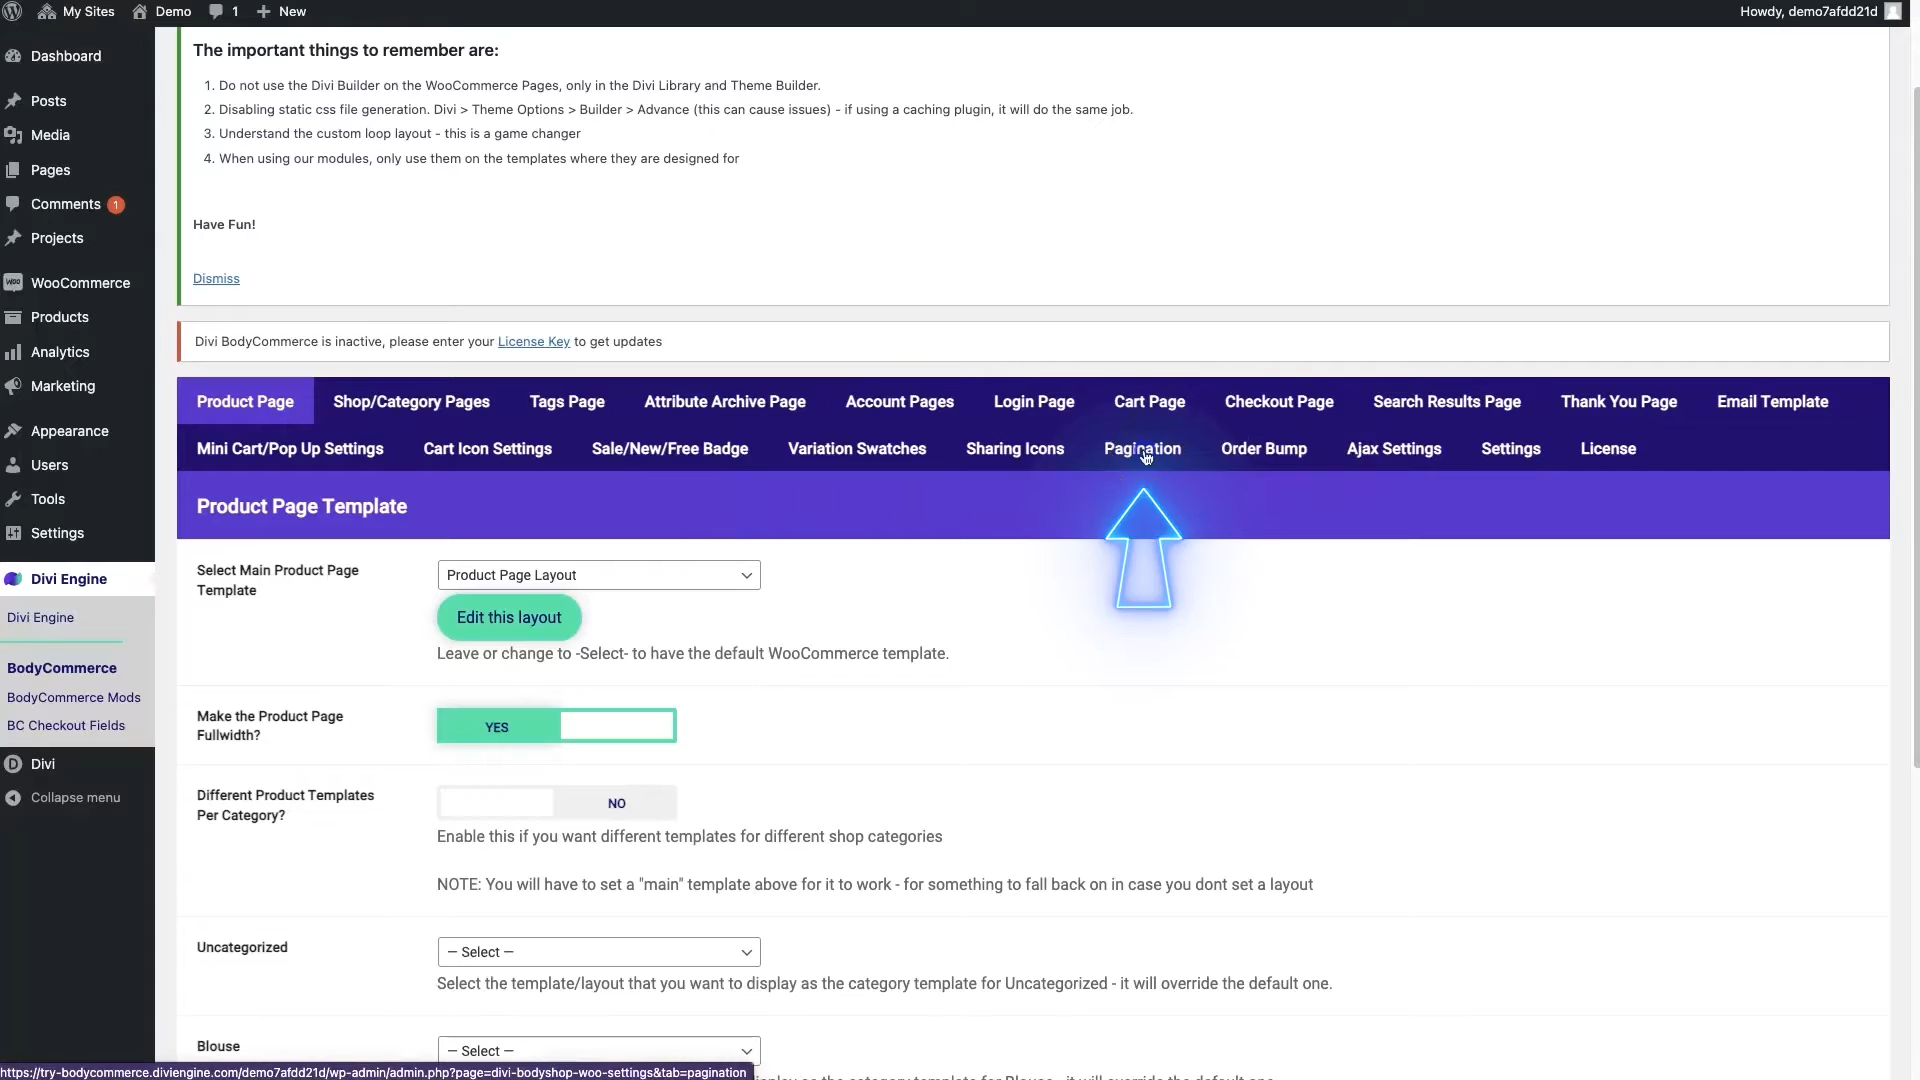 My Sites Demo 1 New Howdy, demo7afdd21d
Dashboard
Posts
Media
Pages
Comments 1
Projects
WooCommerce
Products
Analytics
Marketing
Appearance
Users
Tools
Settings
Divi Engine
Divi Engine
BodyCommerce
BodyCommerce Mods
BC Checkout Fields
Divi
Collapse menu
The important things to remember are:
1. Do not use the Divi Builder on the WooCommerce Pages, only in the Divi Library and Theme Builder.
2. Disabling static css file generation. Divi > Theme Options > Builder > Advance (this can cause issues) - if using a caching plugin, it will do the same job.
3. Understand the custom loop layout - this is a game changer
4. When using our modules, only use them on the templates where they are designed for
Have Fun!
Dismiss
Divi BodyCommerce is inactive, please enter your License Key to get updates
Product Page Shop/Category Pages Tags Page Attribute Archive Page Account Pages Login Page Cart Page Checkout Page Search Results Page Thank You Page Email Template
Mini Cart/Pop Up Settings Cart Icon Settings Sale/New/Free Badge Variation Swatches Sharing Icons Pagination Order Bump Ajax Settings Settings License
Product Page Template
Select Main Product Page
Template
Product Page Layout
Edit this layout
Leave or change to -Select- to have the default WooCommerce template.
Make the Product Page
Fullwidth?
YES
Different Product Templates
Per Category?
NO
Enable this if you want different templates for different shop categories
NOTE: You will have to set a "main" template above for it to work - for something to fall back on in case you dont set a layout
Uncategorized
— Select —
Select the template/layout that you want to display as the category template for Uncategorized - it will override the default one.
Blouse
— Select —
https://try-bodycommerce.diviengine.com/demo7afdd21d/wp-admin/admin.php?page=divi-bodyshop-woo-settings&tab=pagination